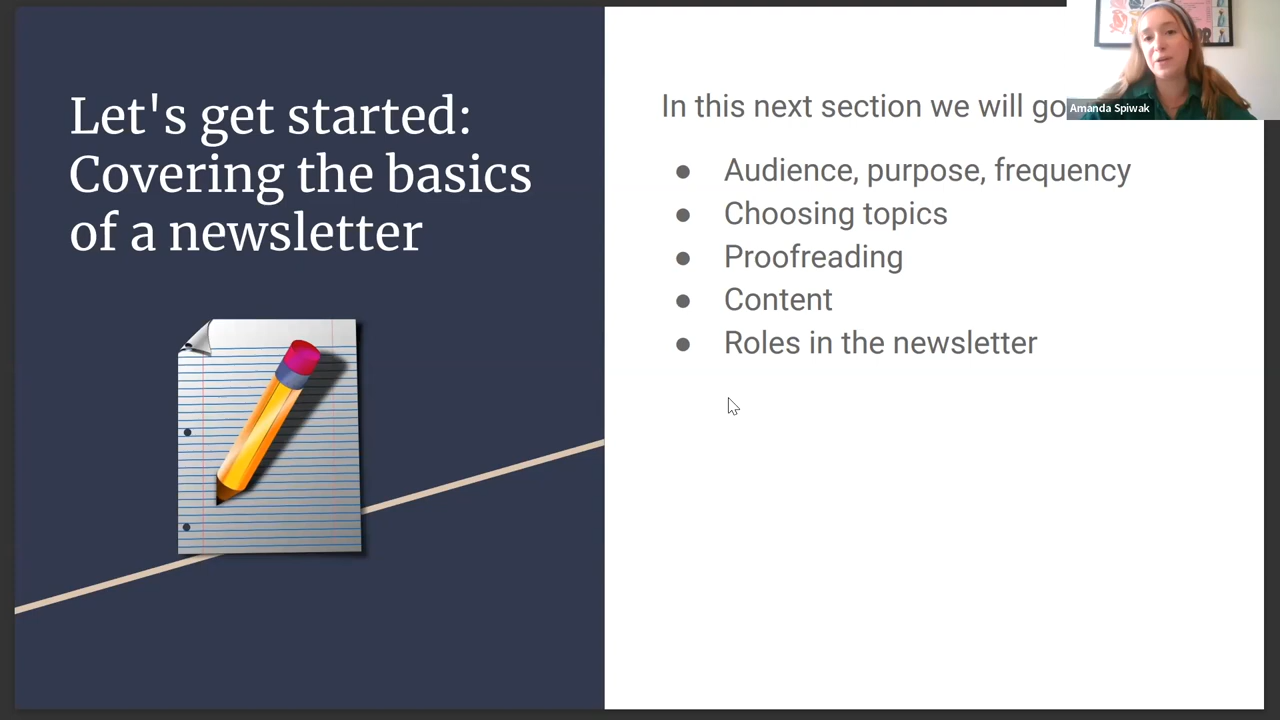 Let's get started:
Covering the basics
of a newsletter
In this next section we will go
Amanda Spiwak
● Audience, purpose, frequency
● Choosing topics
● Proofreading
● Content
● Roles in the newsletter